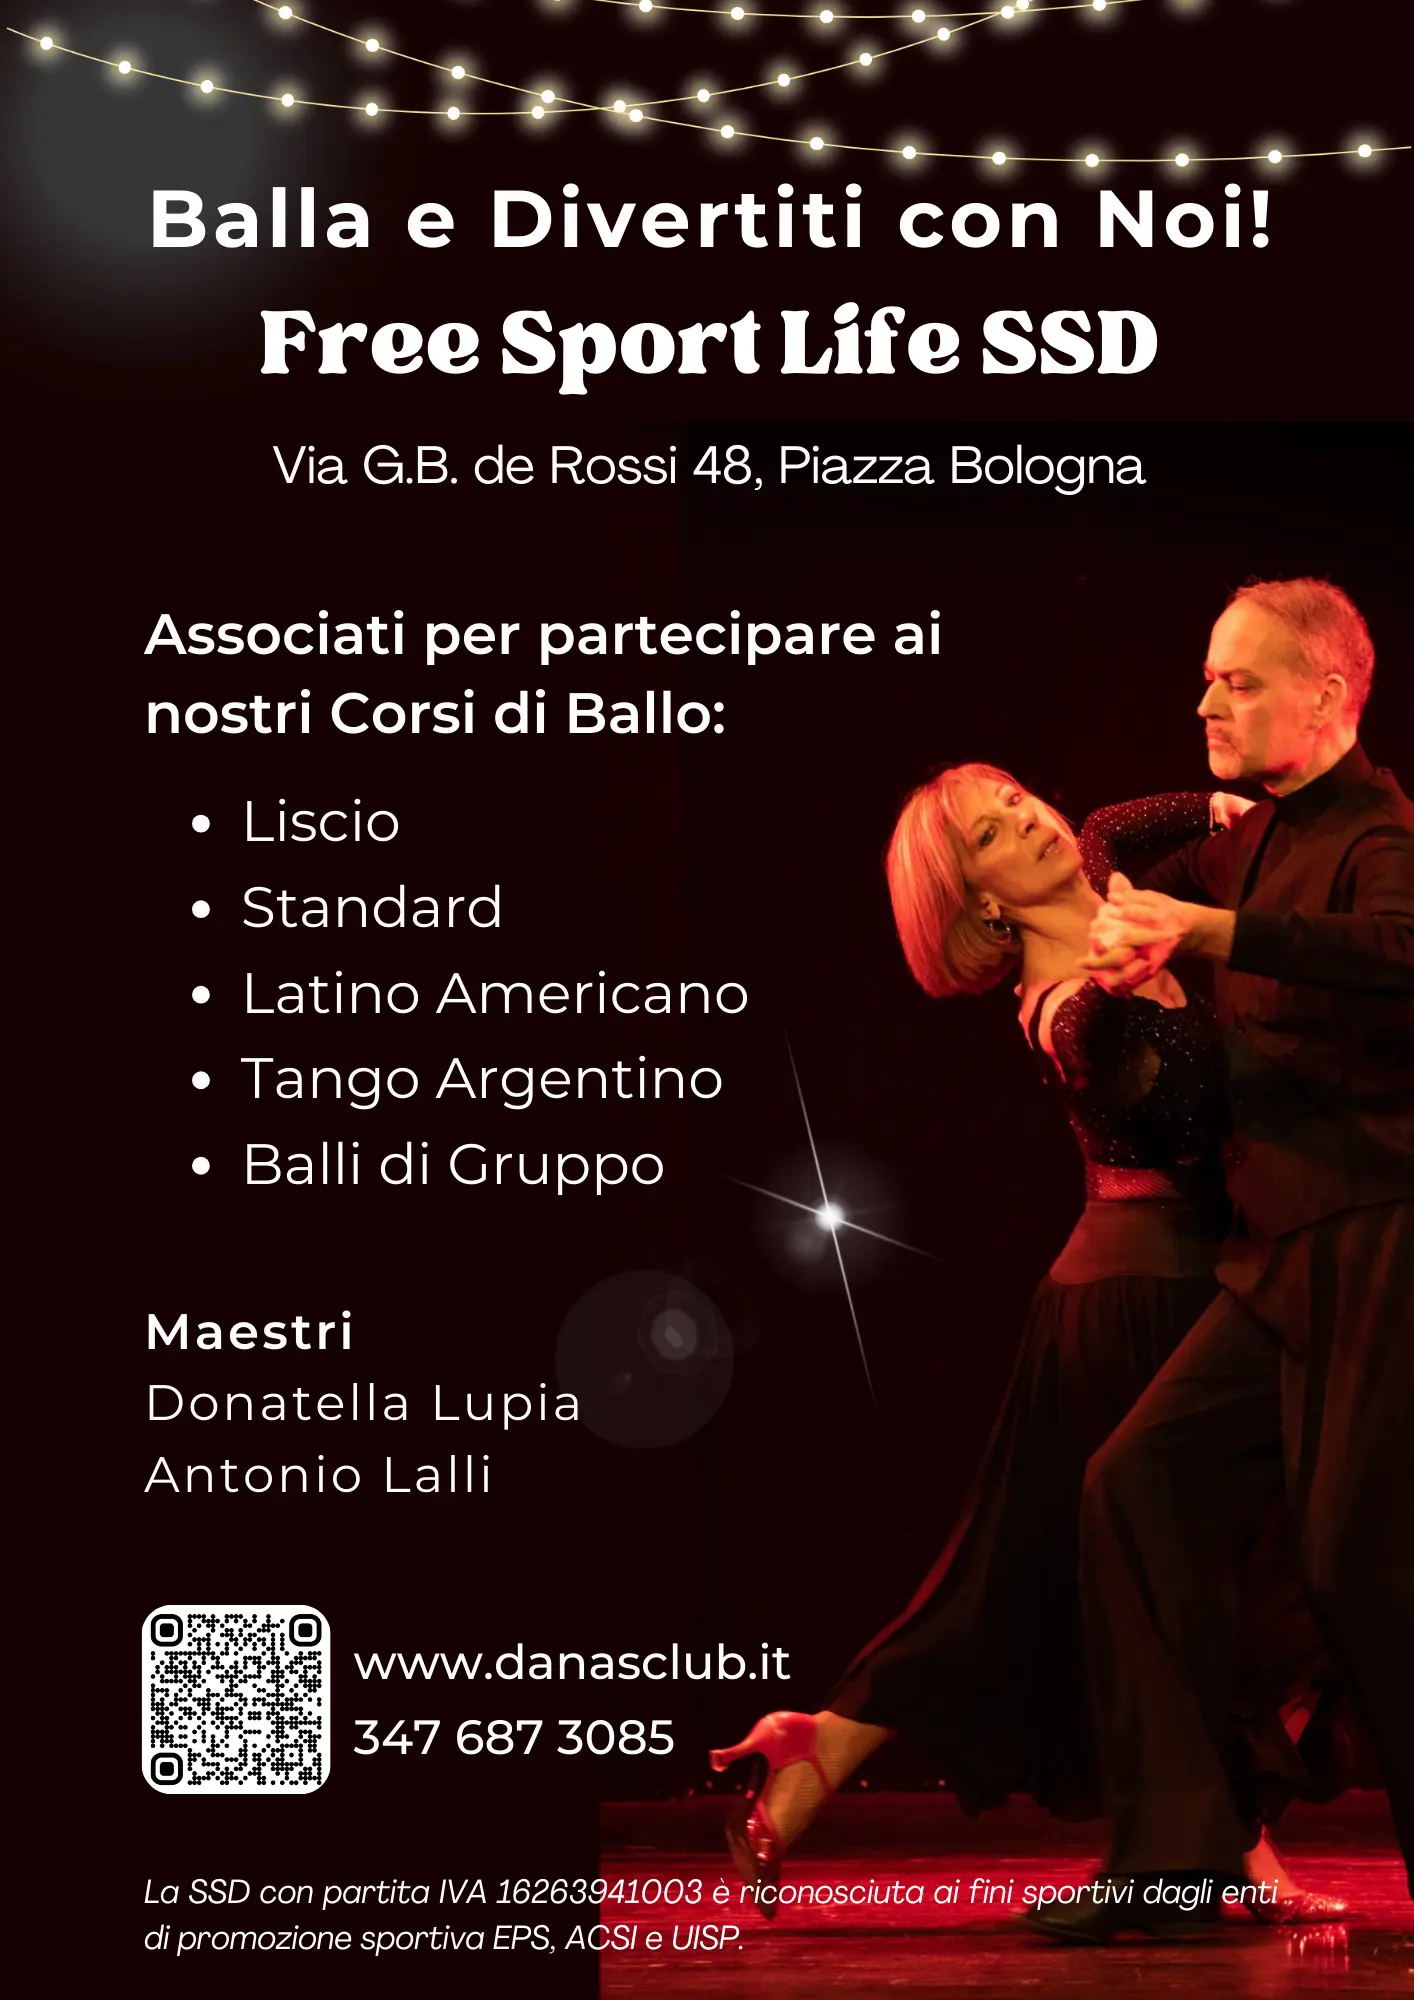 Balla e Divertiti con Noi!
Free Sport Life SSD
Via G.B. de Rossi 48, Piazza Bologna
Associati per partecipare ai
nostri Corsi di Ballo:
• Liscio
• Standard
• Latino Americano
• Tango Argentino
• Balli di Gruppo
Maestri
Donatella Lupia
Antonio Lalli
www.danasclub.it
347 687 3085
La SSD con partita IVA 16263941003 è riconosciuta ai fini sportivi dagli enti
di promozione sportiva EPS, ACSI e UISP.